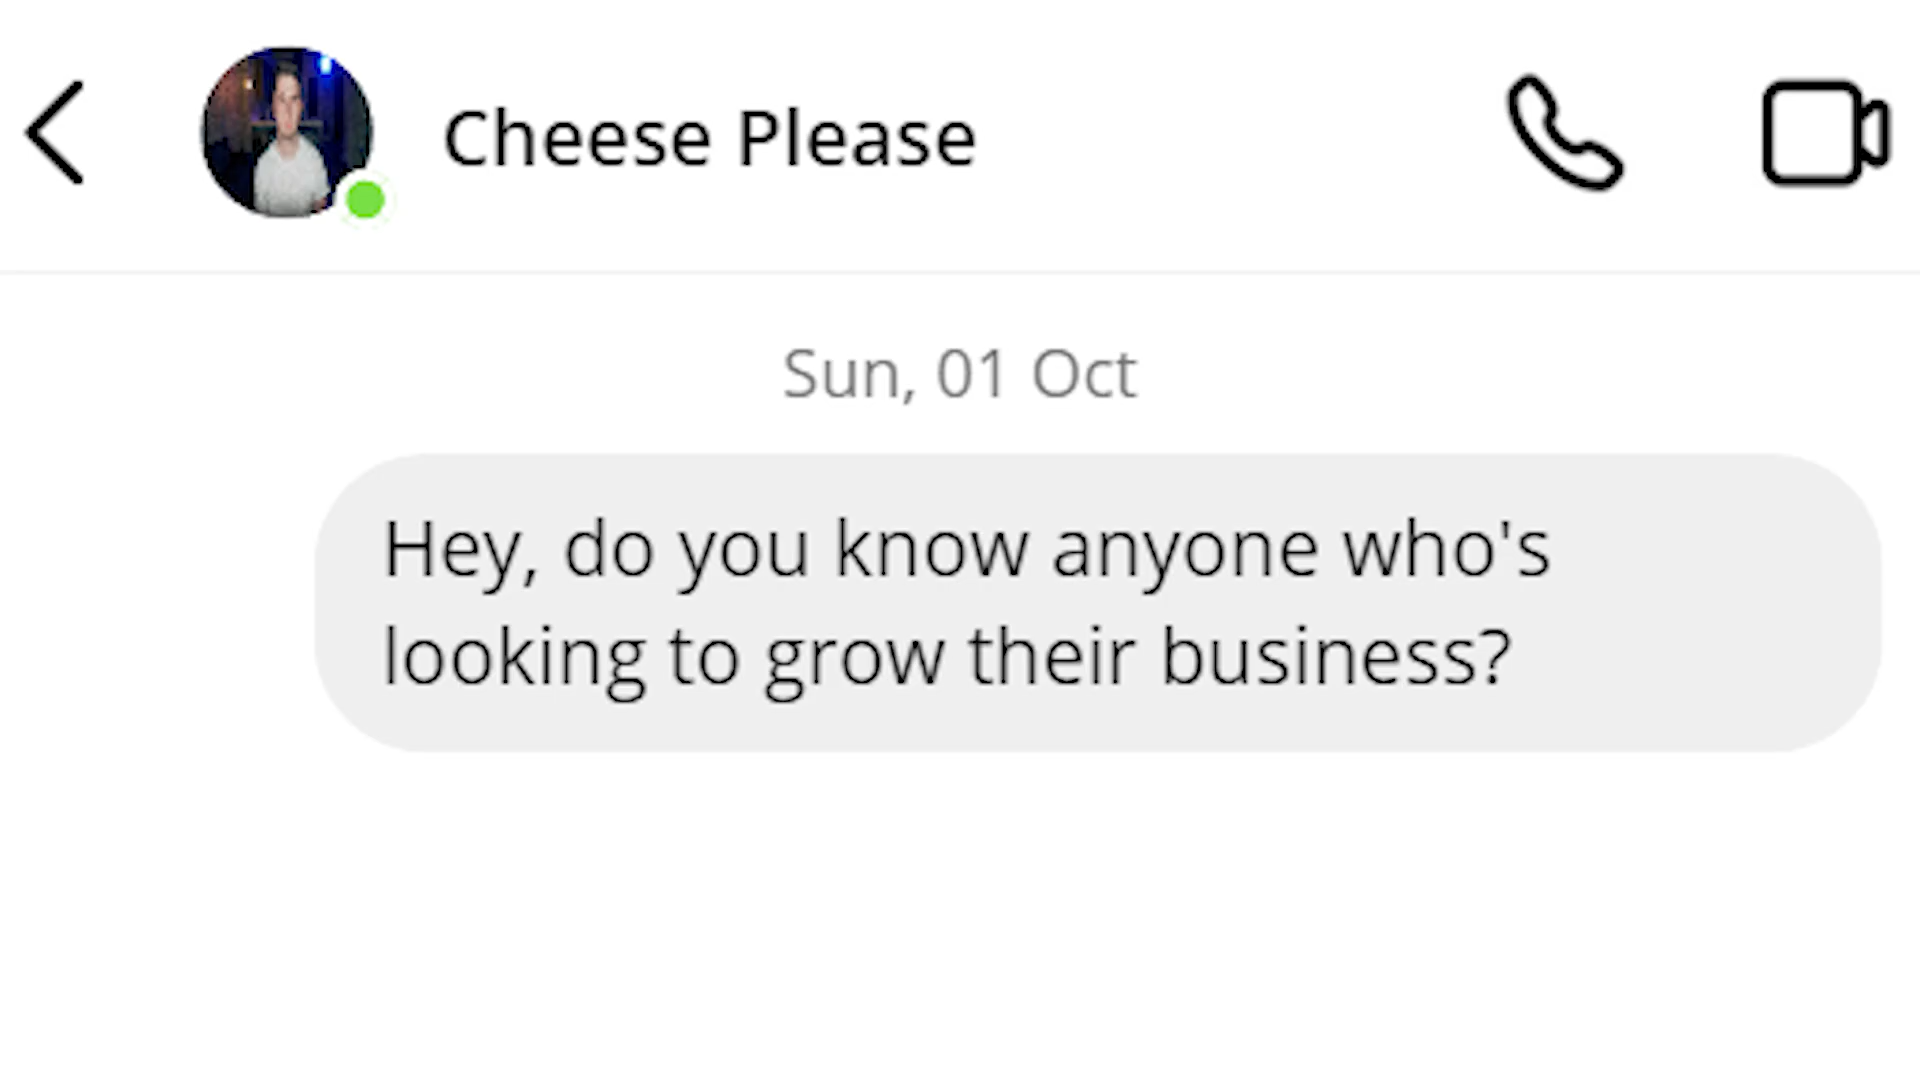 Cheese Please
Sun, 01 Oct
Hey, do you know anyone who's
looking to grow their business?